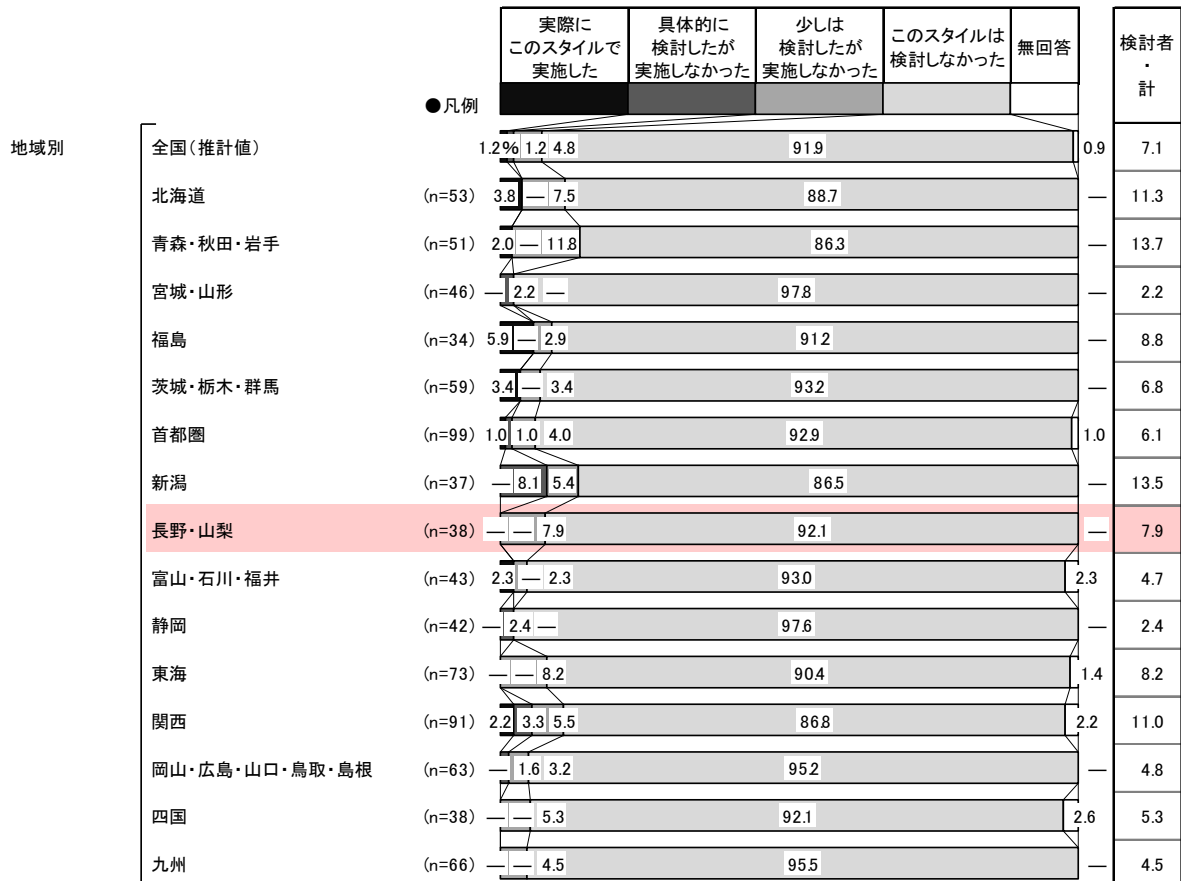 実際に
このスタイルで
実施した
具体的に
検討したが
実施しなかった
少しは
検討したが
実施しなかった
このスタイルは
検討しなかった
無回答
検討者
・
計
●凡例
地域別
全国(推計値) 1.2% 1.2 4.8 91.9 0.9 7.1
北海道 (n=53) 3.8 — 7.5 88.7 — 11.3
青森・秋田・岩手 (n=51) 2.0 — 11.8 86.3 — 13.7
宮城・山形 (n=46) — 2.2 — 97.8 — 2.2
福島 (n=34) 5.9 — 2.9 91.2 — 8.8
茨城・栃木・群馬 (n=59) 3.4 — 3.4 93.2 — 6.8
首都圏 (n=99) 1.0 1.0 4.0 92.9 1.0 6.1
新潟 (n=37) — 8.1 5.4 86.5 — 13.5
長野・山梨 (n=38) — — 7.9 92.1 — 7.9
富山・石川・福井 (n=43) 2.3 — 2.3 93.0 2.3 4.7
静岡 (n=42) — 2.4 — 97.6 — 2.4
東海 (n=73) — — 8.2 90.4 1.4 8.2
関西 (n=91) 2.2 3.3 5.5 86.8 2.2 11.0
岡山・広島・山口・鳥取・島根 (n=63) — 1.6 3.2 95.2 — 4.8
四国 (n=38) — — 5.3 92.1 2.6 5.3
九州 (n=66) — — 4.5 95.5 — 4.5